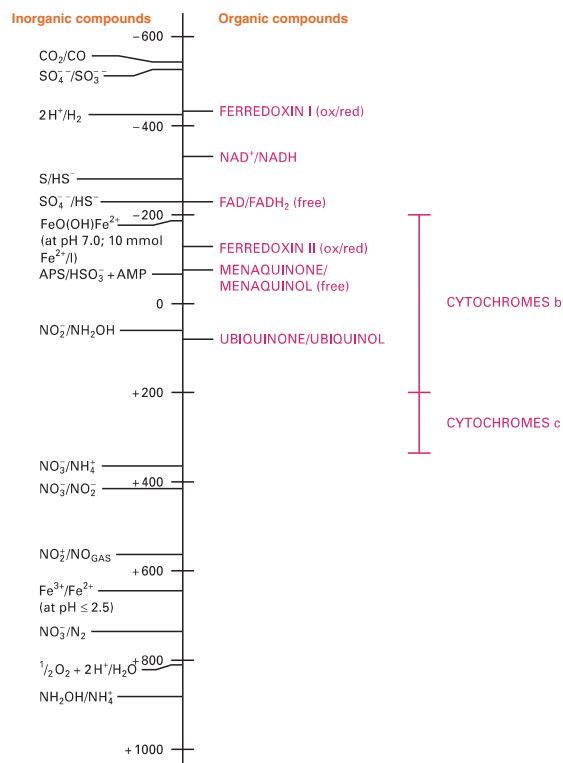 Inorganic compounds
Organic compounds
−600
CO₂/CO
SO₄⁻⁻/SO₃⁻⁻
2H⁺/H₂
FERREDOXIN I (ox/red)
−400
NAD⁺/NADH
S/HS⁻
SO₄⁻⁻/HS⁻
FAD/FADH₂ (free)
−200
FeO(OH)Fe²⁺
(at pH 7.0; 10 mmol
Fe²⁺/l)
FERREDOXIN II (ox/red)
APS/HSO₃⁻ + AMP
MENAQUINONE/
MENAQUINOL (free)
0
CYTOCHROMES b
NO₂⁻/NH₂OH
UBIQUINONE/UBIQUINOL
+200
CYTOCHROMES c
NO₃⁻/NH₄⁺
NO₃⁻/NO₂⁻
+400
NO₂⁻/NO_GAS
+600
Fe³⁺/Fe²⁺
(at pH ≤ 2.5)
NO₃⁻/N₂
+800
¹/₂O₂ + 2H⁺/H₂O
NH₂OH/NH₄⁺
+1000